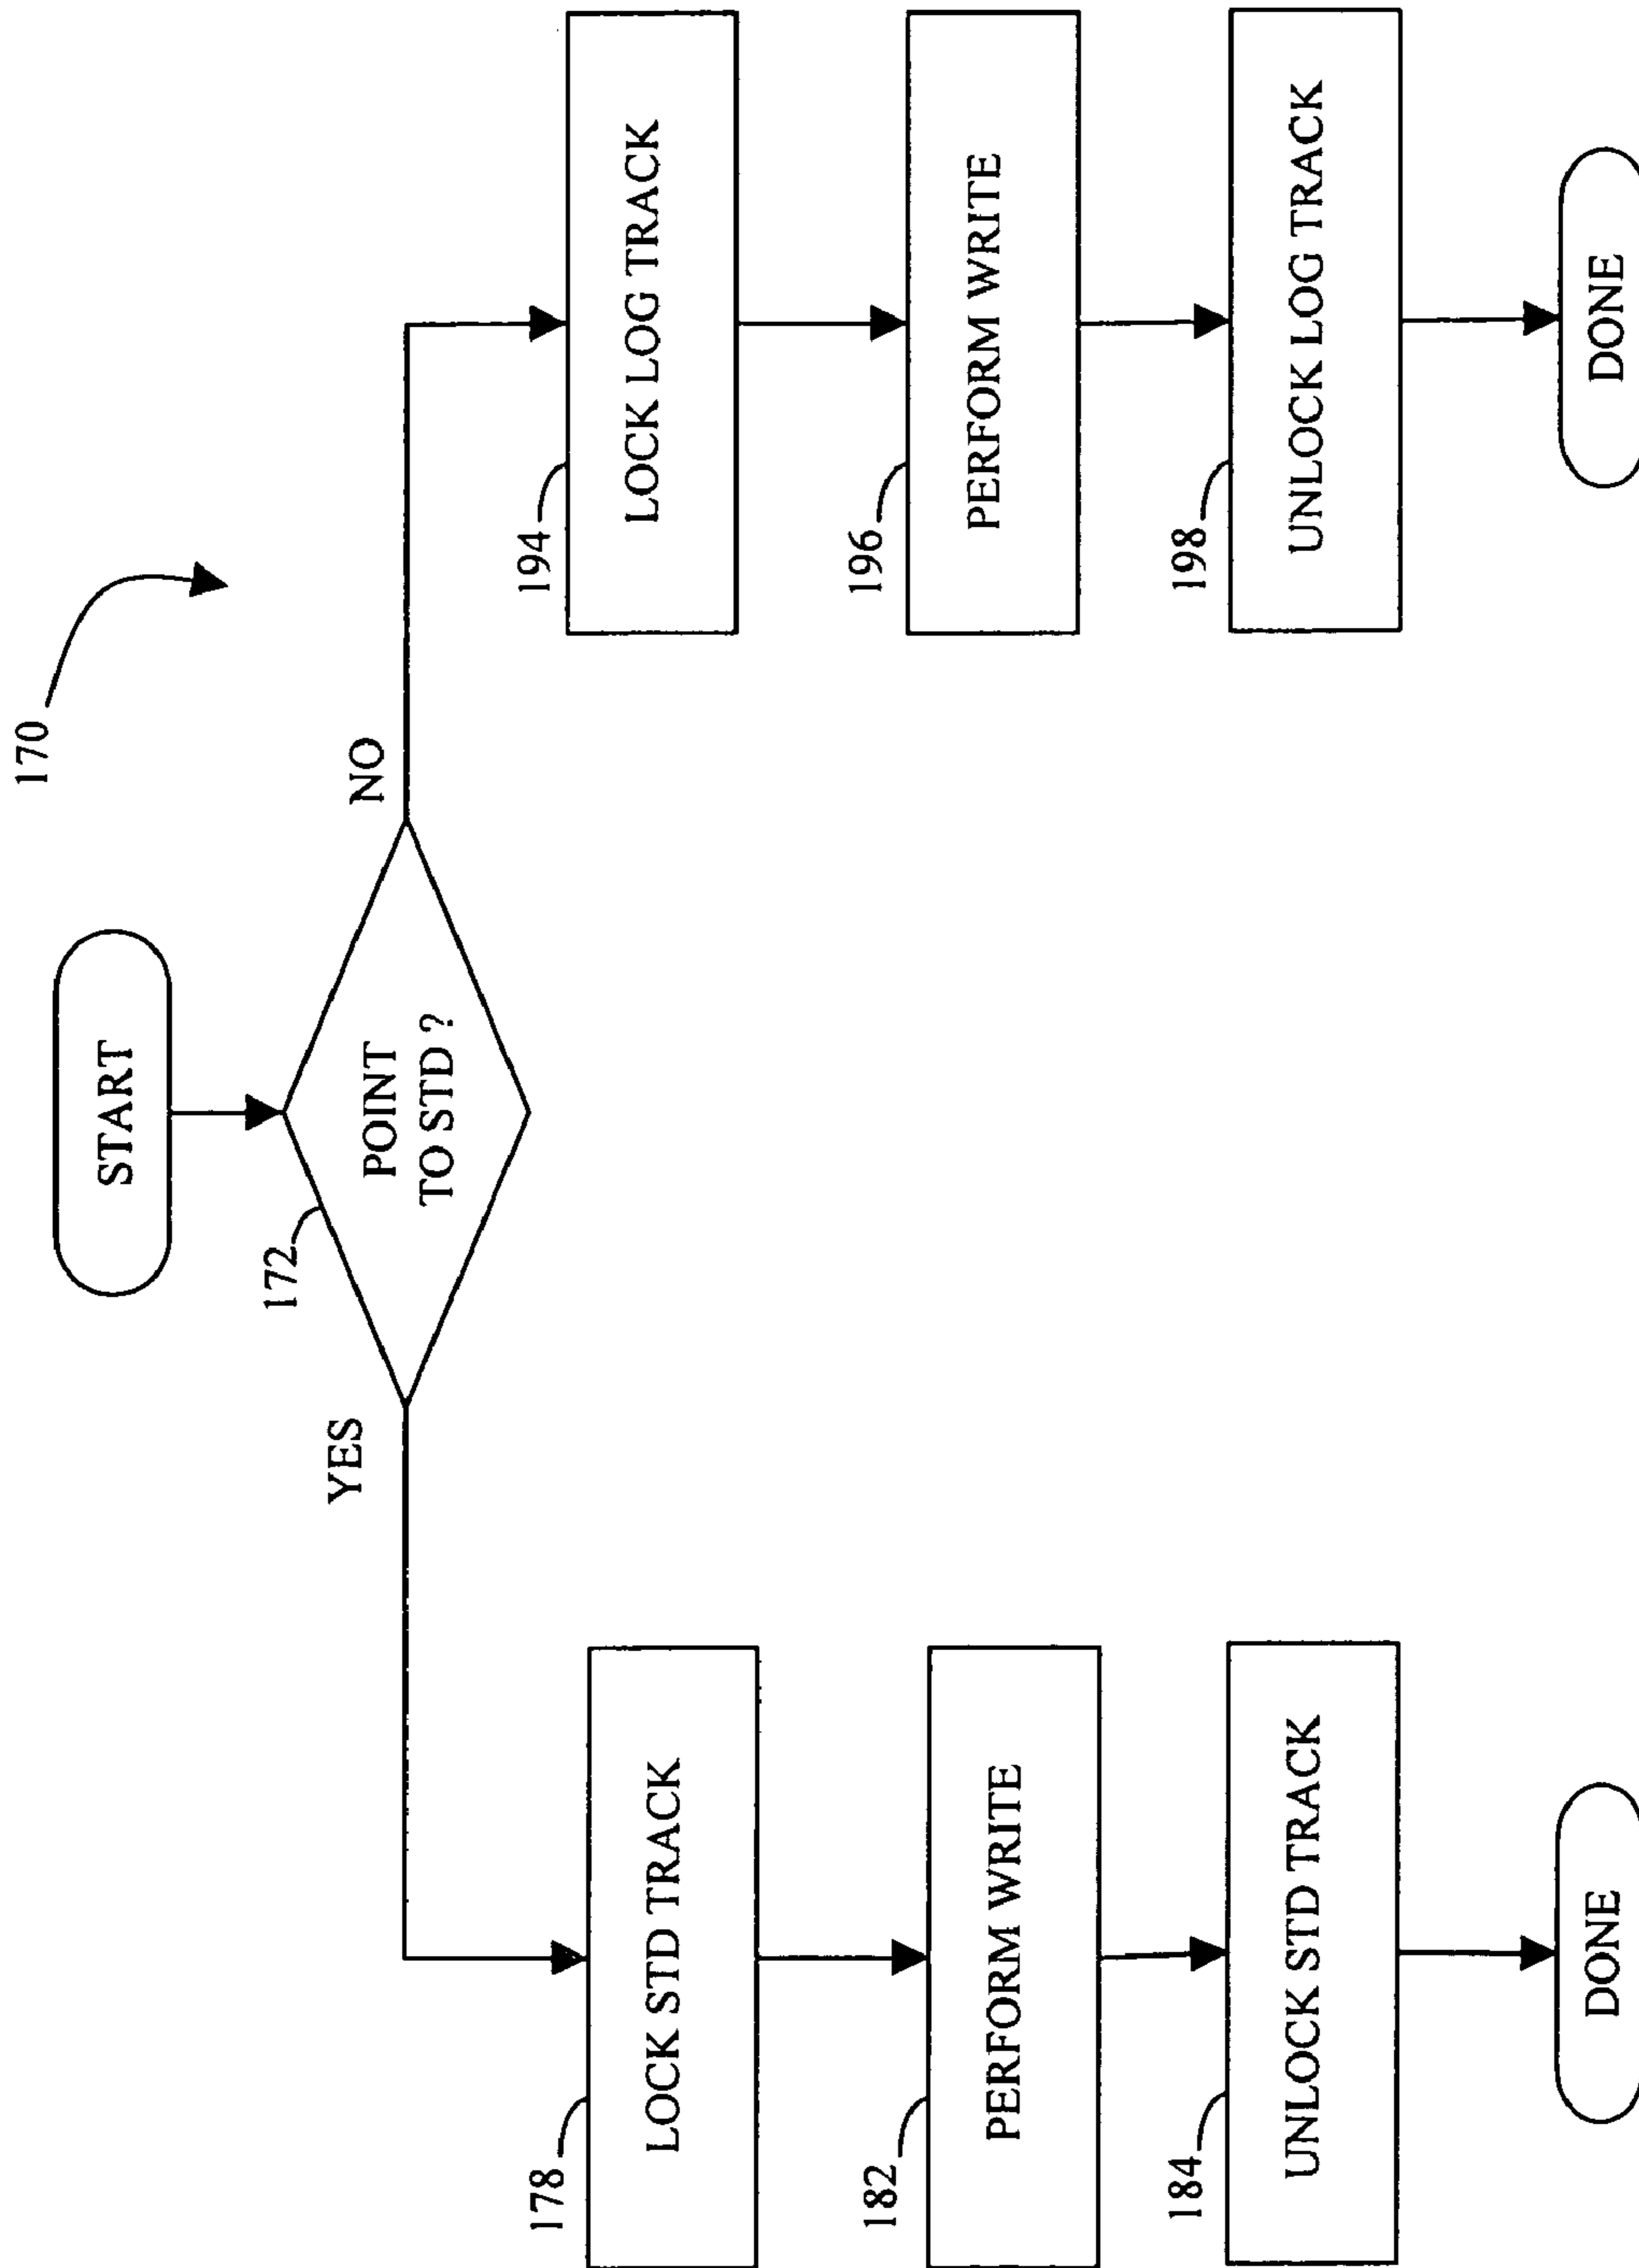 170
START
172
POINT
TO STD ?
YES
NO
178
LOCK STD TRACK
182
PERFORM WRITE
184
UNLOCK STD TRACK
DONE
194
LOCK LOG TRACK
196
PERFORM WRITE
198
UNLOCK LOG TRACK
DONE